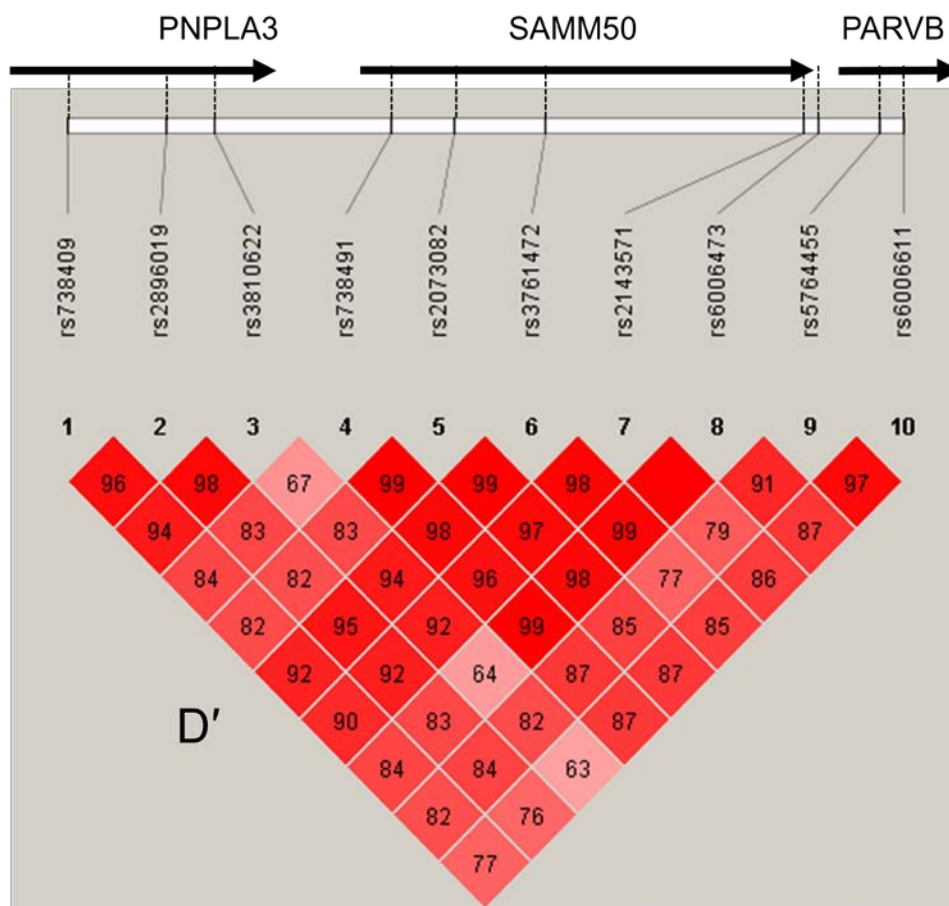 PNPLA3 SAMM50 PARVB
rs738409
rs2896019
rs3810622
rs738491
rs2073082
rs3761472
rs2143571
rs6006473
rs5764455
rs6006611
1 2 3 4 5 6 7 8 9 10
96 98 67 99 99 98 91 97
94 83 83 98 97 99 79 87
84 82 94 96 98 77 86
82 95 92 99 85 85
92 92 64 87 87
D′ 90 83 82 87
84 84 63
82 76
77